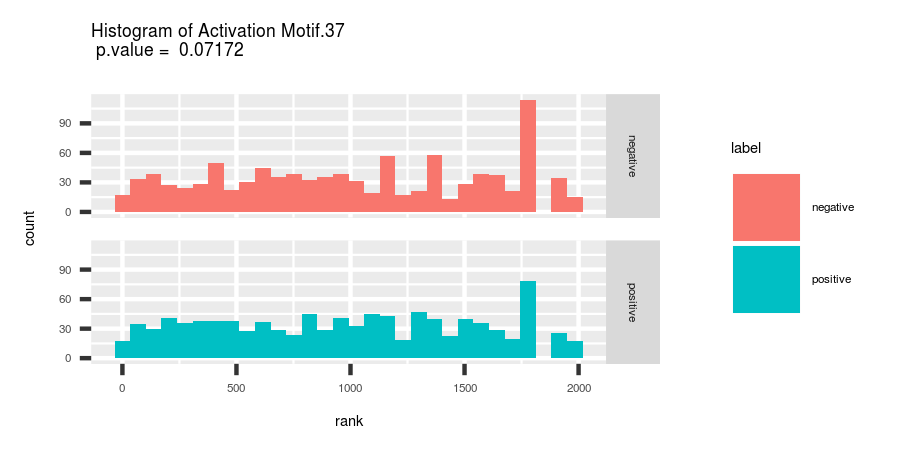 Histogram of Activation Motif.37
p.value = 0.07172
count
90
60
30
0
negative
90
60
30
0
positive
0 500 1000 1500 2000
rank
label
negative
positive